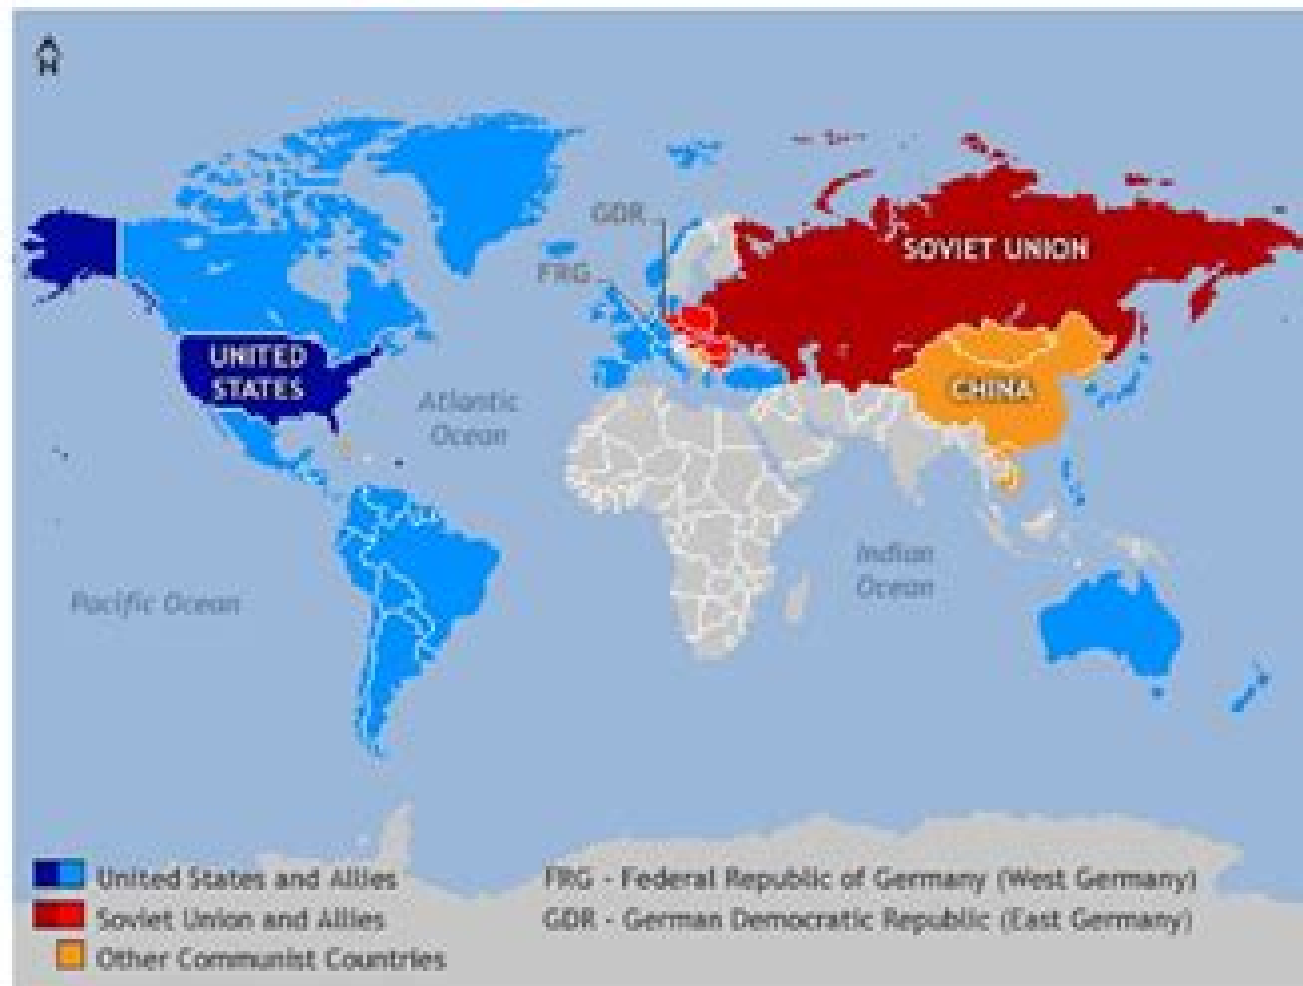 N
GDR
SOVIET UNION
FRG
UNITED
STATES
CHINA
Atlantic
Ocean
Indian
Ocean
Pacific Ocean
United States and Allies
Soviet Union and Allies
Other Communist Countries
FRG - Federal Republic of Germany (West Germany)
GDR - German Democratic Republic (East Germany)